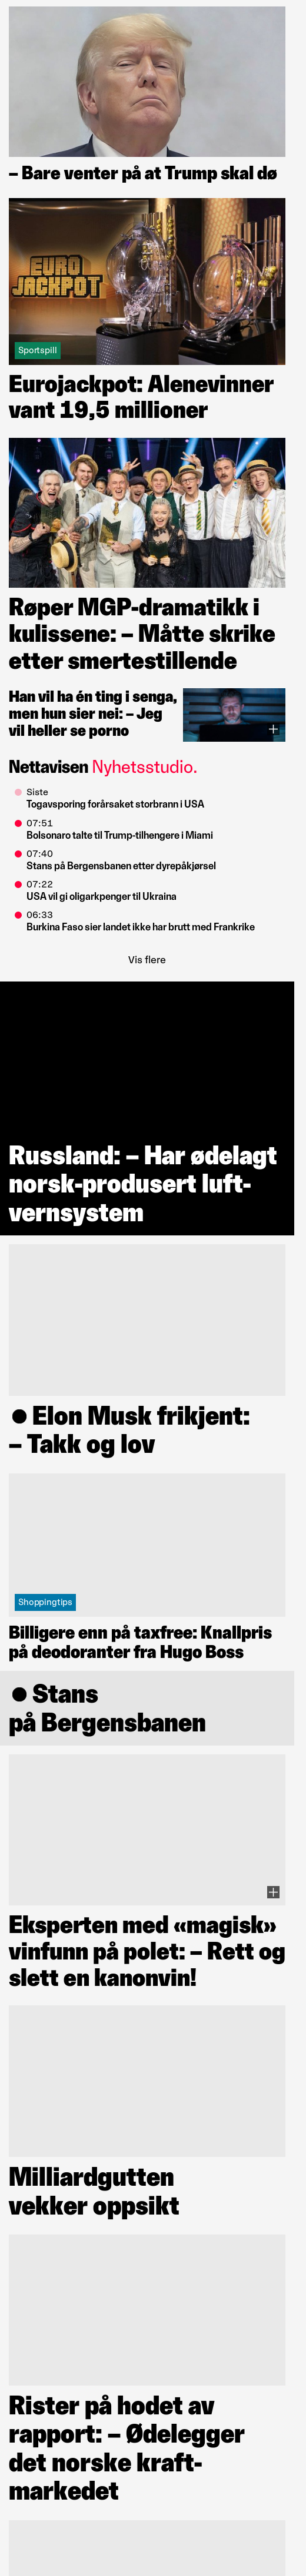 – Bare venter på at Trump skal dø
EURO
JACKPOT
Sportspill
Eurojackpot: Alenevinner
vant 19,5 millioner
Røper MGP-dramatikk i
kulissene: – Måtte skrike
etter smertestillende
Han vil ha én ting i senga,
men hun sier nei: – Jeg
vil heller se porno
Nettavisen Nyhetsstudio.
Siste
Togavsporing forårsaket storbrann i USA
07:51
Bolsonaro talte til Trump-tilhengere i Miami
07:40
Stans på Bergensbanen etter dyrepåkjørsel
07:22
USA vil gi oligarkpenger til Ukraina
06:33
Burkina Faso sier landet ikke har brutt med Frankrike
Vis flere
Russland: – Har ødelagt
norsk-produsert luft-
vernsystem
Elon Musk frikjent:
– Takk og lov
Shoppingtips
Billigere enn på taxfree: Knallpris
på deodoranter fra Hugo Boss
Stans
på Bergensbanen
Eksperten med «magisk»
vinfunn på polet: – Rett og
slett en kanonvin!
Milliardgutten
vekker oppsikt
Rister på hodet av
rapport: – Ødelegger
det norske kraft-
markedet